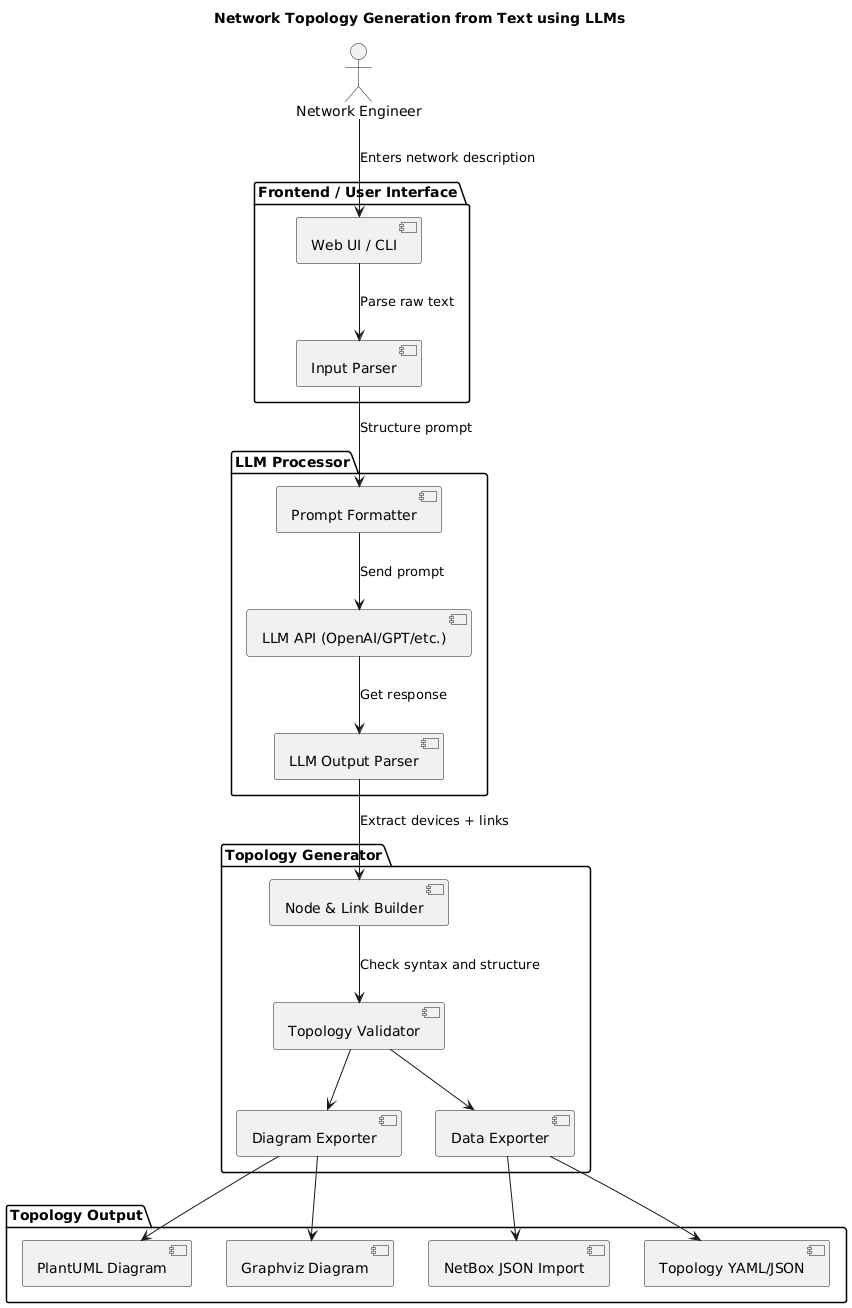 Network Topology Generation from Text using LLMs
Network Engineer
Enters network description
Frontend / User Interface
Web UI / CLI
Parse raw text
Input Parser
Structure prompt
LLM Processor
Prompt Formatter
Send prompt
LLM API (OpenAI/GPT/etc.)
Get response
LLM Output Parser
Extract devices + links
Topology Generator
Node & Link Builder
Check syntax and structure
Topology Validator
Diagram Exporter
Data Exporter
Topology Output
PlantUML Diagram
Graphviz Diagram
NetBox JSON Import
Topology YAML/JSON